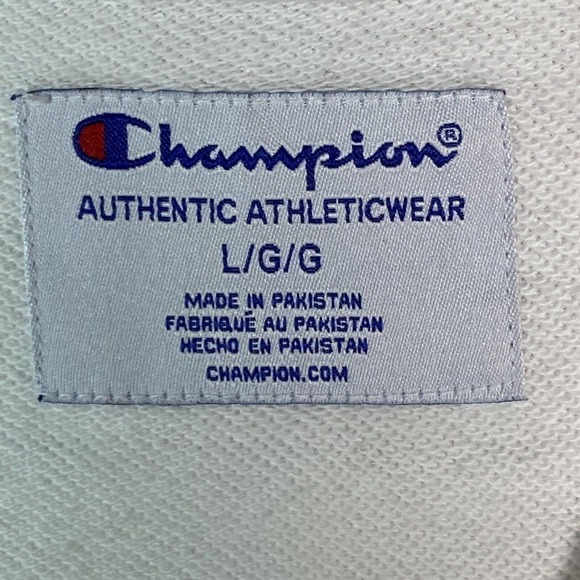 Champion®
AUTHENTIC ATHLETICWEAR
L/G/G
MADE IN PAKISTAN
FABRIQUÉ AU PAKISTAN
HECHO EN PAKISTAN
CHAMPION.COM